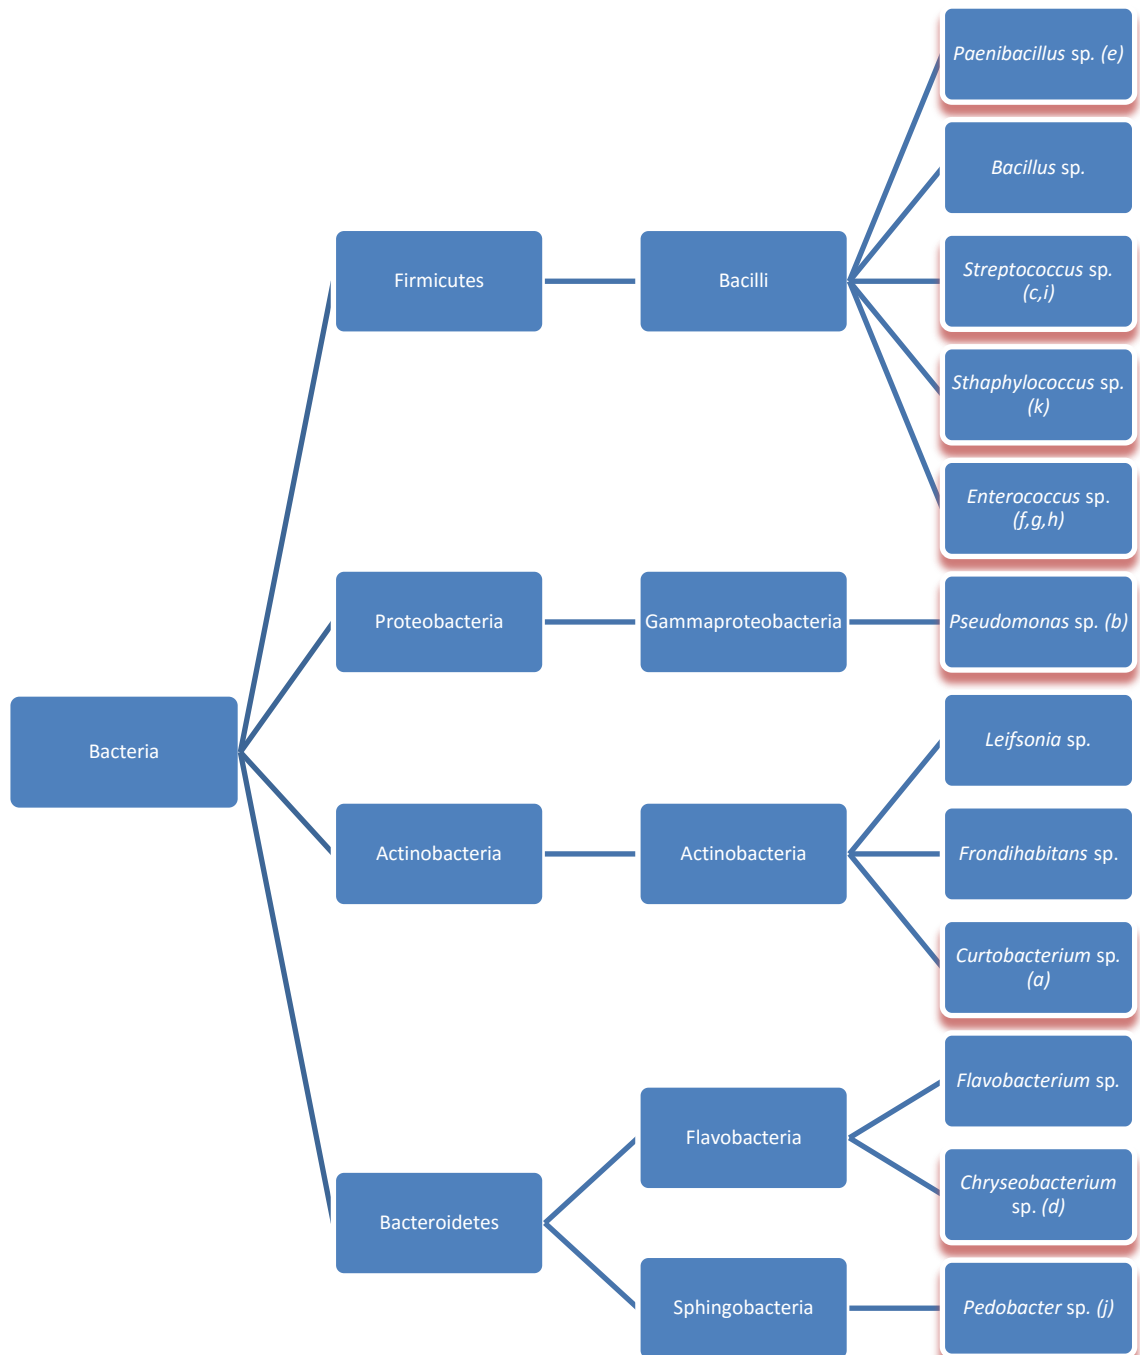 Paenibacillus sp. (e)
Bacillus sp.
Firmicutes
Bacilli
Streptococcus sp.
(c,i)
Sthaphylococcus sp.
(k)
Enterococcus sp.
(f,g,h)
Proteobacteria
Gammaproteobacteria
Pseudomonas sp. (b)
Bacteria
Leifsonia sp.
Actinobacteria
Actinobacteria
Frondihabitans sp.
Curtobacterium sp.
(a)
Flavobacterium sp.
Flavobacteria
Chryseobacterium
sp. (d)
Bacteroidetes
Sphingobacteria
Pedobacter sp. (j)